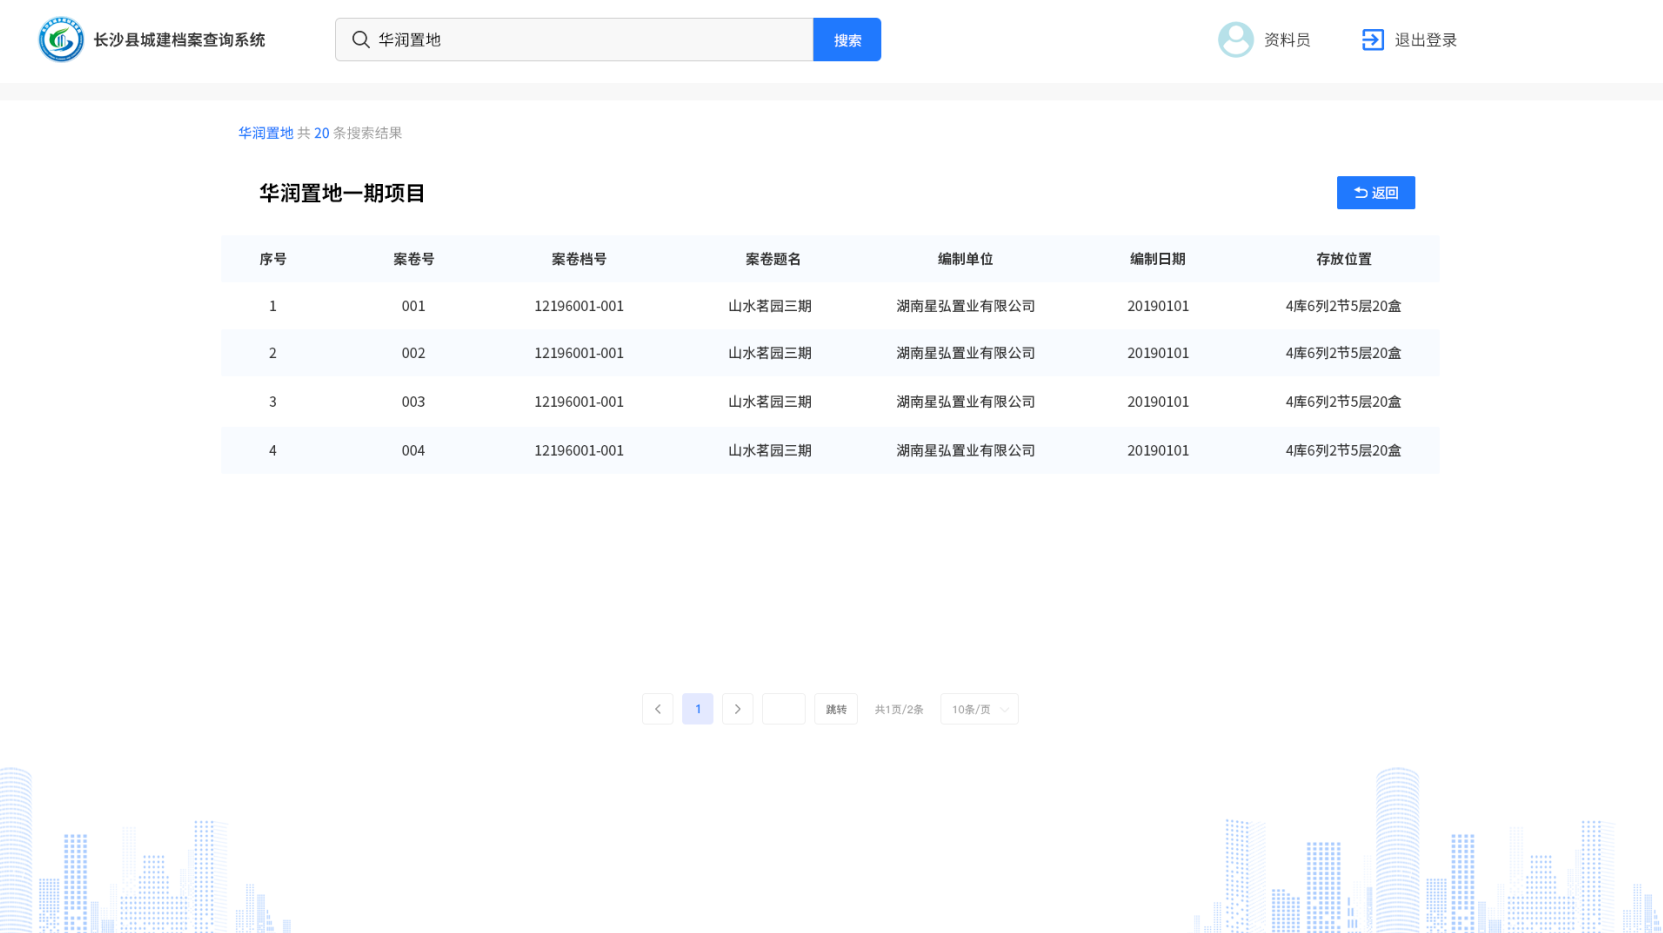 长沙县城建档案查询系统
华润置地
搜索
资料员
退出登录
华润置地 共 20 条搜索结果
华润置地一期项目
返回
序号 案卷号 案卷档号 案卷题名 编制单位 编制日期 存放位置
1 001 12196001-001 山水茗园三期 湖南星弘置业有限公司 20190101 4库6列2节5层20盒
2 002 12196001-001 山水茗园三期 湖南星弘置业有限公司 20190101 4库6列2节5层20盒
3 003 12196001-001 山水茗园三期 湖南星弘置业有限公司 20190101 4库6列2节5层20盒
4 004 12196001-001 山水茗园三期 湖南星弘置业有限公司 20190101 4库6列2节5层20盒
1 跳转 共1页/2条 10条/页